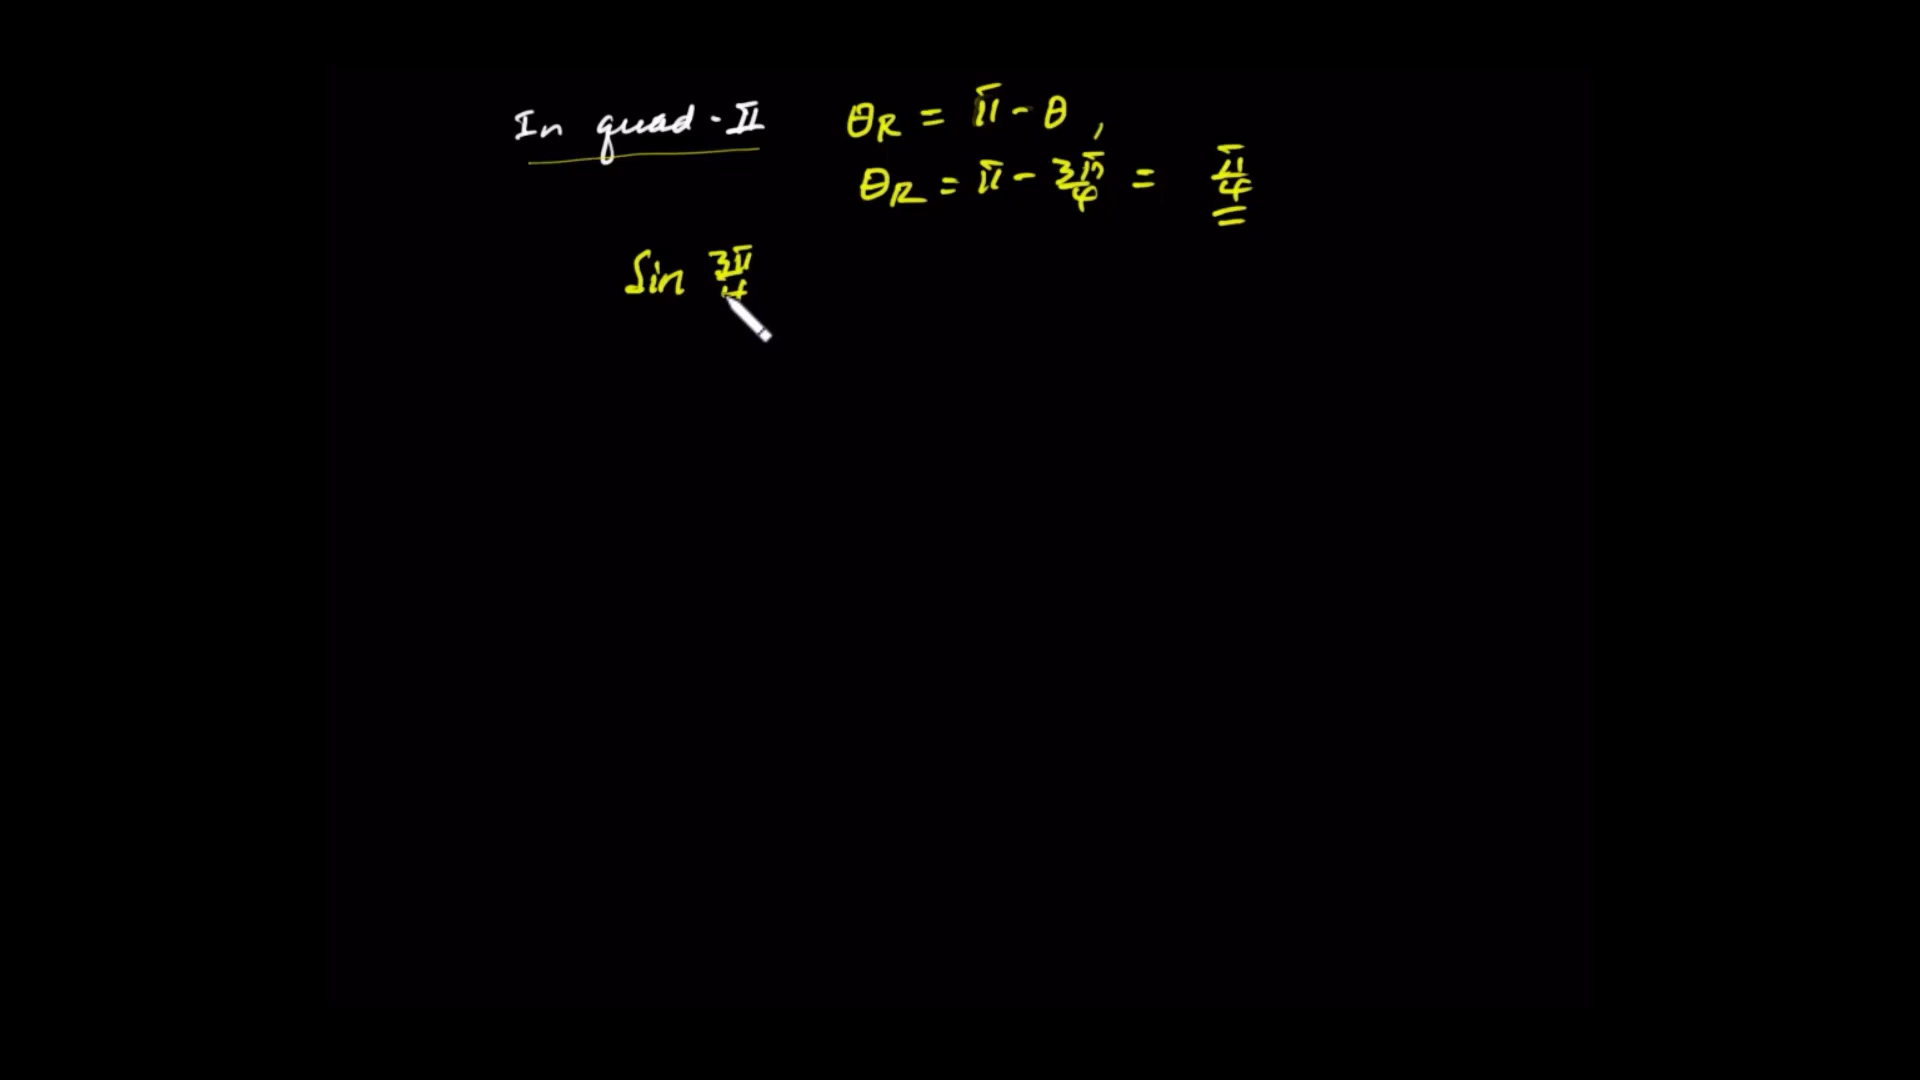 In quad-II θR = π - θ,
θR = π - 3π/4 = π/4
Sin 3π/4